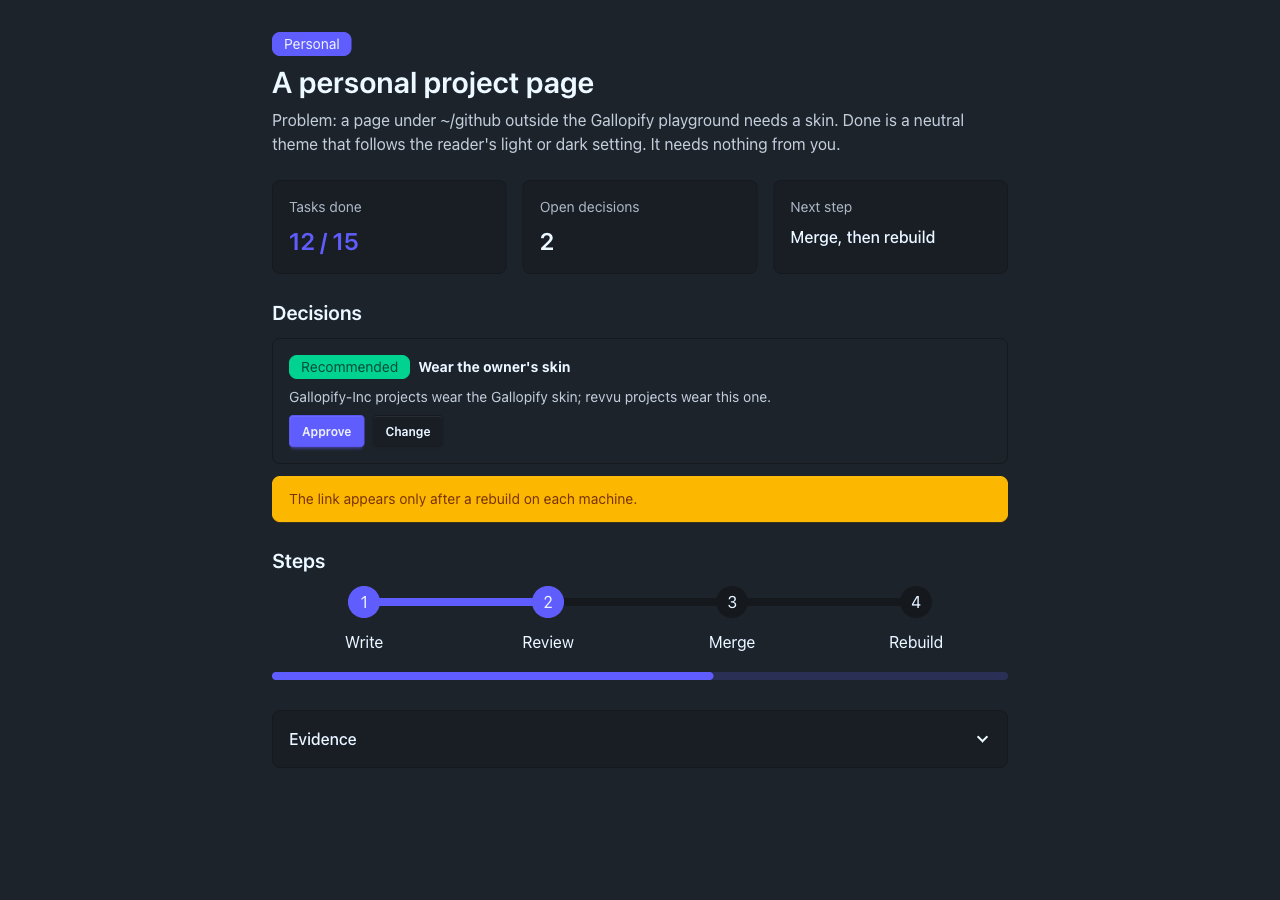 Personal
A personal project page
Problem: a page under ~/github outside the Gallopify playground needs a skin. Done is a neutral
theme that follows the reader's light or dark setting. It needs nothing from you.
Tasks done
12 / 15
Open decisions
2
Next step
Merge, then rebuild
Decisions
Recommended Wear the owner's skin
Gallopify-Inc projects wear the Gallopify skin; revvu projects wear this one.
Approve Change
The link appears only after a rebuild on each machine.
Steps
1 2 3 4
Write Review Merge Rebuild
Evidence